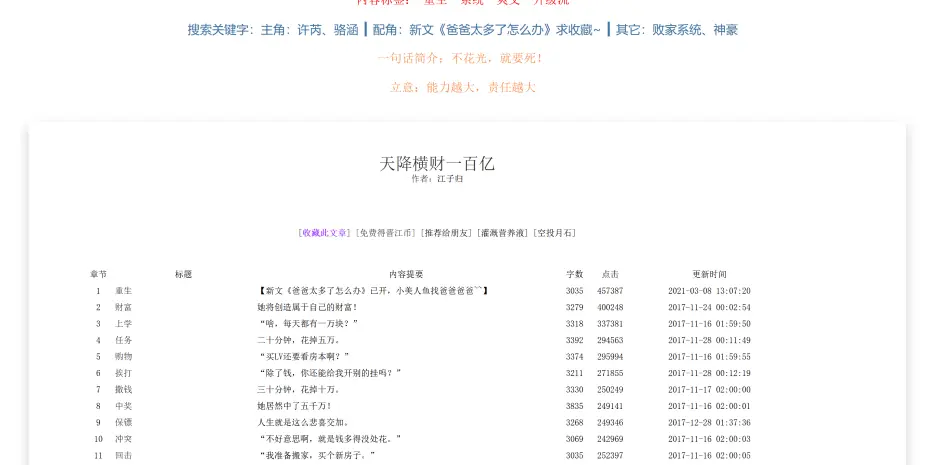 内容标签： 重生 系统 爽文 升级流
搜索关键字：主角：许芮、骆涵 ┃ 配角：新文《爸爸太多了怎么办》求收藏~ ┃ 其它：败家系统、神豪
一句话简介：不花光，就要死！
立意：能力越大，责任越大
天降横财一百亿
作者：江子归
[收藏此文章] [免费得晋江币] [推荐给朋友] [灌溉营养液] [空投月石]
章节 标题 内容提要 字数 点击 更新时间
1 重生 【新文《爸爸太多了怎么办》已开，小美人鱼找爸爸爸爸~~】 3035 457387 2021-03-08 13:07:20
2 财富 她将创造属于自己的财富！ 3279 400248 2017-11-24 00:02:54
3 上学 “啥，每天都有一万块？” 3318 337381 2017-11-16 01:59:50
4 任务 二十分钟，花掉五万。 3392 294563 2017-11-28 00:11:49
5 购物 “买LV还要看房本啊？” 3374 295994 2017-11-16 01:59:55
6 挨打 “除了钱，你还能给我开别的挂吗？” 3211 271855 2017-11-28 00:12:19
7 撒钱 三十分钟，花掉十万。 3330 250249 2017-11-17 02:00:00
8 中奖 她居然中了五千万！ 3835 249141 2017-11-16 02:00:01
9 保镖 人生就是这么悲喜交加。 3268 249346 2017-12-28 01:37:36
10 冲突 “不好意思啊，就是钱多得没处花。” 3069 242969 2017-11-16 02:00:03
11 回击 “我准备搬家，买个新房子。” 3035 252397 2017-11-16 02:00:05